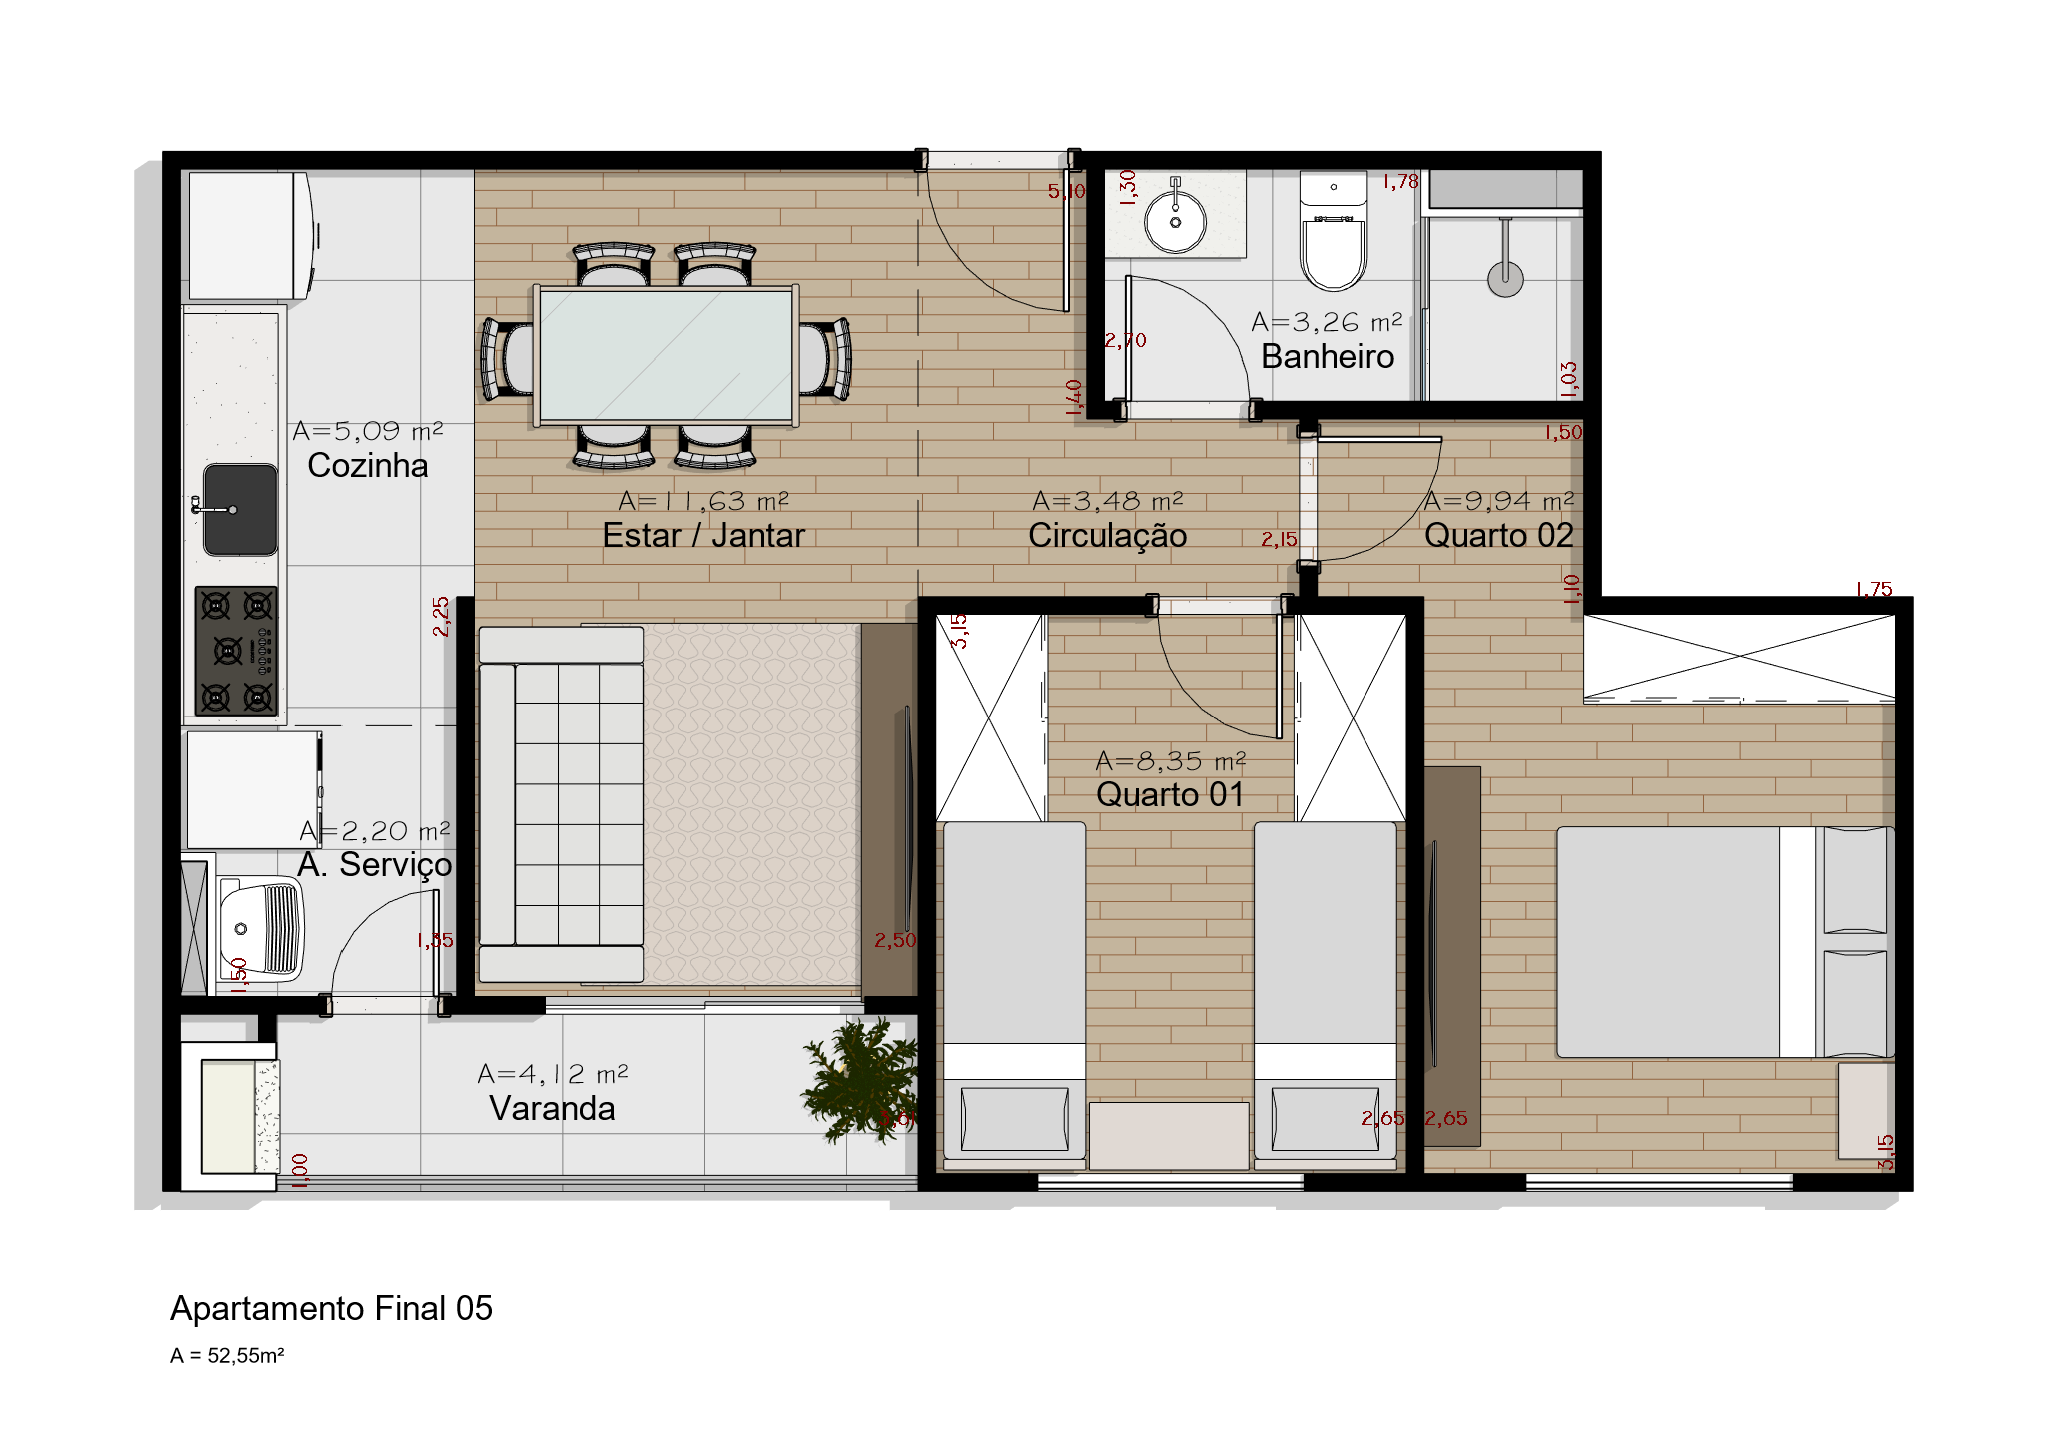 5,10
1,30
1,78
A=3,26 m²
Banheiro
2,70
1,40
1,03
A=5,09 m²
Cozinha
1,50
A=11,63 m²
Estar / Jantar
A=3,48 m²
Circulação
2,15
A=9,94 m²
Quarto 02
1,10
1,75
2,25
3,15
A=8,35 m²
Quarto 01
A=2,20 m²
A. Serviço
1,35
1,50
2,50
A=4,12 m²
Varanda
2,65
2,65
1,00
3,15
Apartamento Final 05
A = 52,55m²